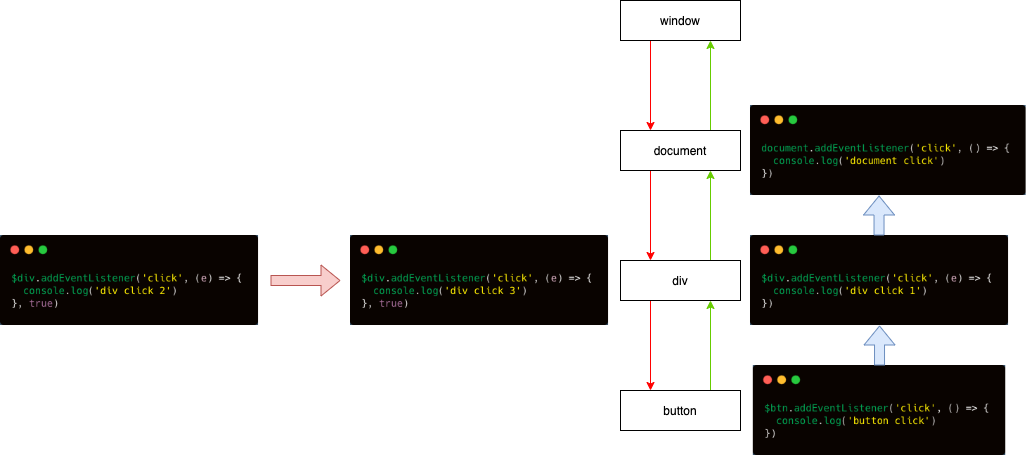 window
document
document.addEventListener('click', () => {
  console.log('document click')
})
$div.addEventListener('click', (e) => {
  console.log('div click 2')
}, true)
$div.addEventListener('click', (e) => {
  console.log('div click 3')
}, true)
div
$div.addEventListener('click', (e) => {
  console.log('div click 1')
})
button
$btn.addEventListener('click', () => {
  console.log('button click')
})